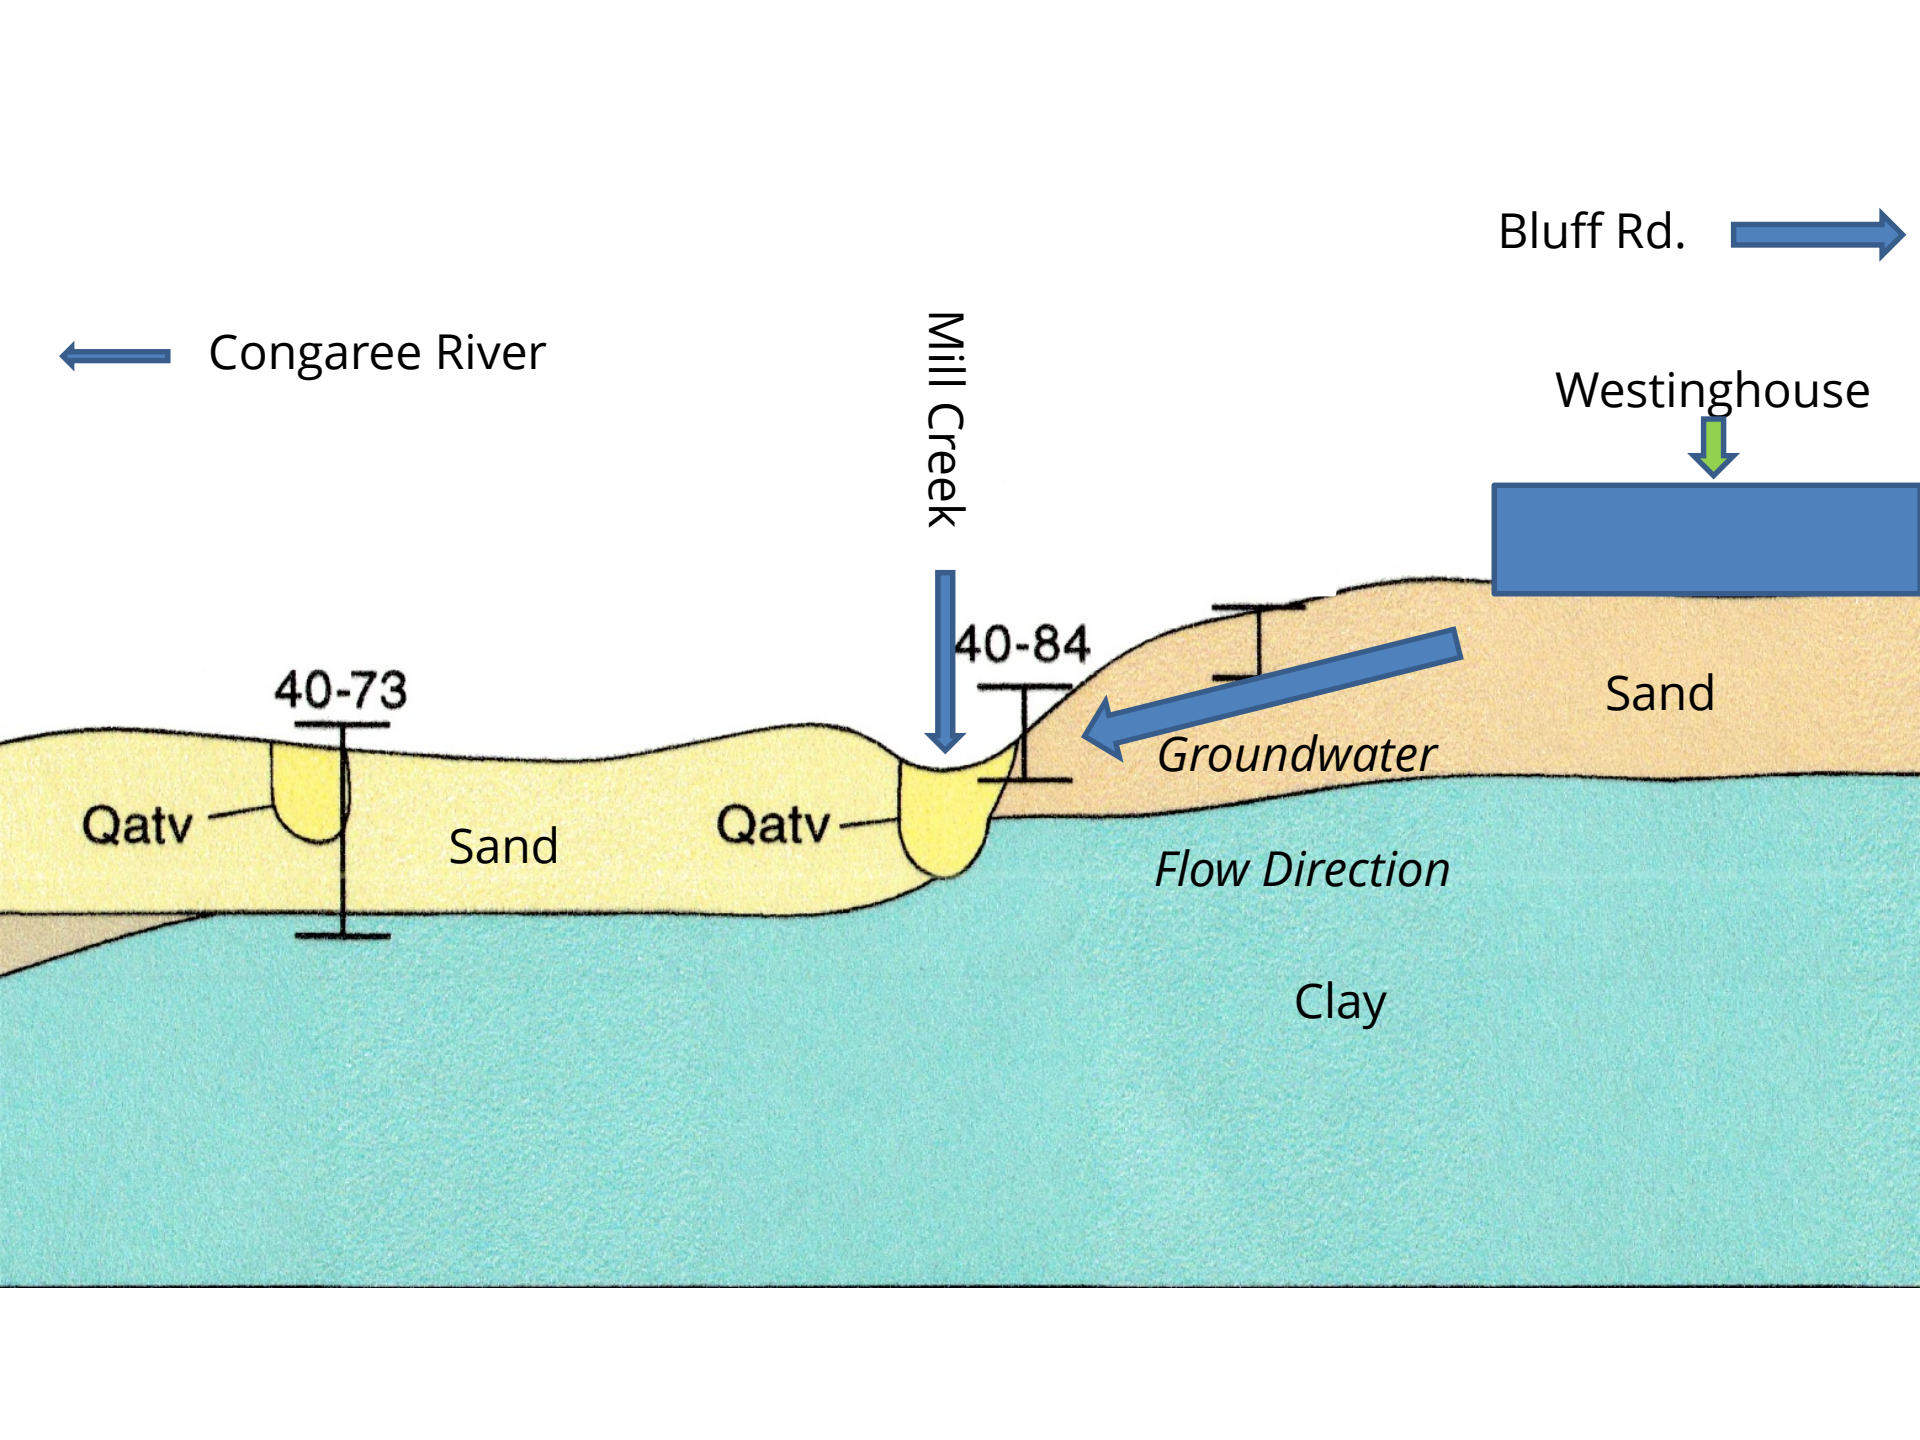 Bluff Rd.
Congaree River
Mill Creek
Westinghouse
40-84
40-73
Sand
Groundwater
Qatv
Sand
Qatv
Flow Direction
Clay